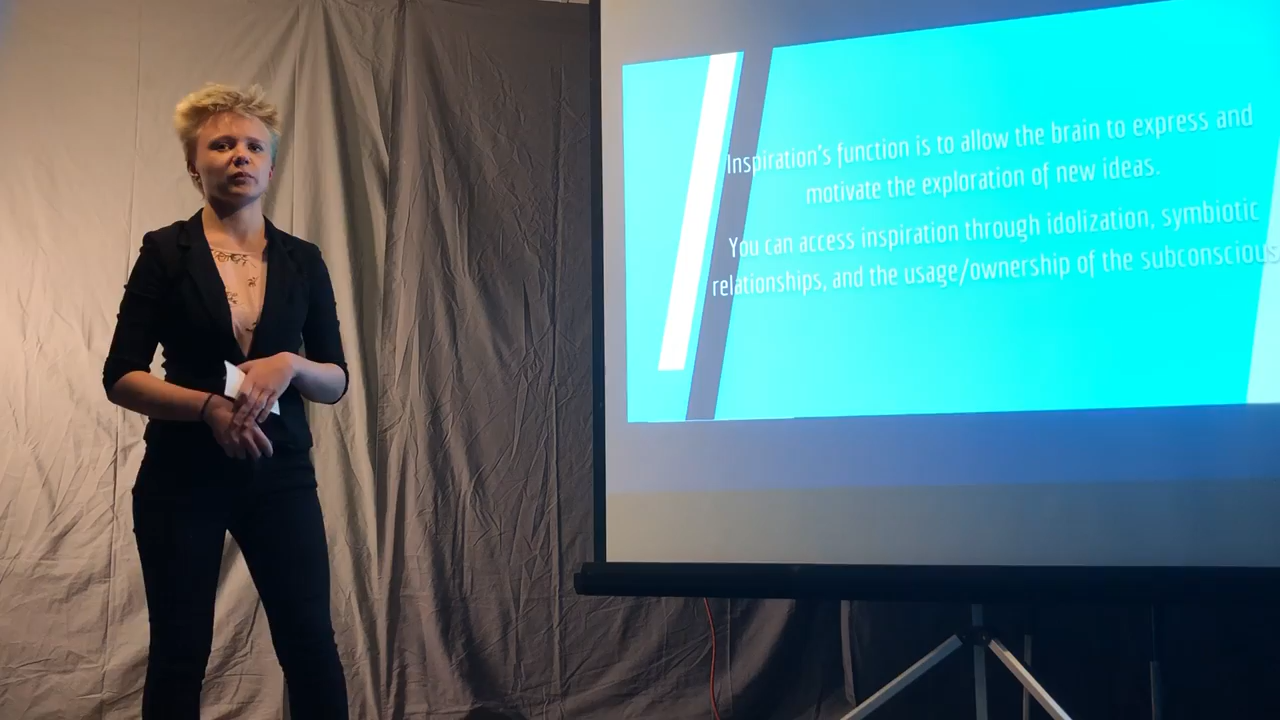 Inspiration's function is to allow the brain to express and
motivate the exploration of new ideas.
You can access inspiration through idolization, symbiotic
relationships, and the usage/ownership of the subconscious